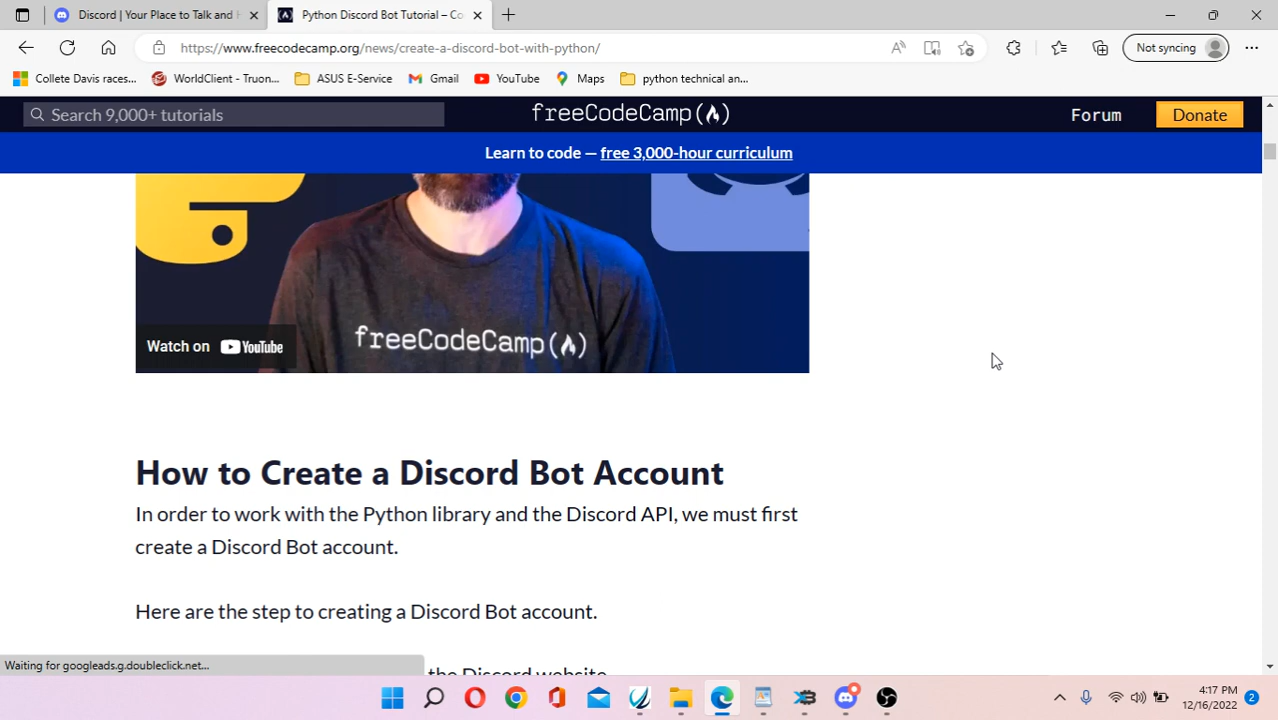 Discord | Your Place to Talk and H
Python Discord Bot Tutorial – Co
https://www.freecodecamp.org/news/create-a-discord-bot-with-python/
Not syncing
Collete Davis races...
WorldClient - Truon...
ASUS E-Service
Gmail
YouTube
Maps
python technical an...
Search 9,000+ tutorials
freeCodeCamp
Forum
Donate
Learn to code — free 3,000-hour curriculum
freeCodeCamp
Watch on YouTube
How to Create a Discord Bot Account
In order to work with the Python library and the Discord API, we must first
create a Discord Bot account.
Here are the step to creating a Discord Bot account.
the Discord website.
Waiting for googleads.g.doubleclick.net...
4:17 PM
12/16/2022
2